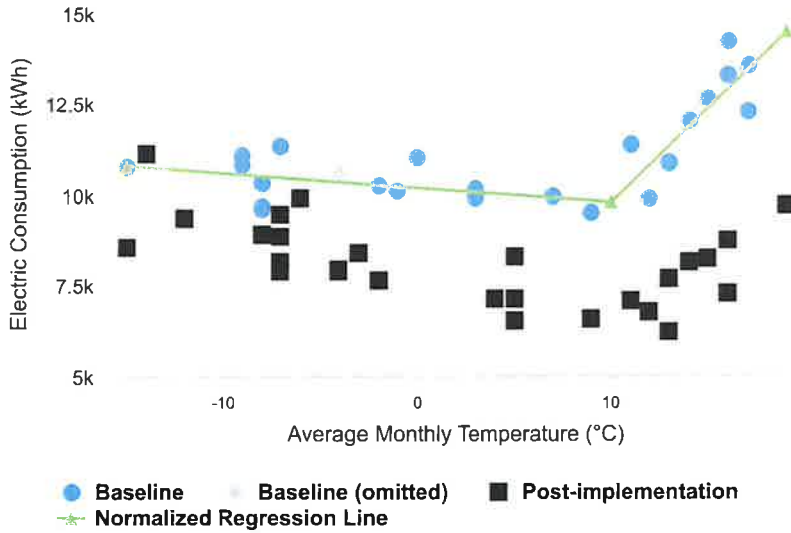 15k
12.5k
10k
7.5k
5k
Electric Consumption (kWh)
-10 0 10
Average Monthly Temperature (°C)
Baseline Baseline (omitted) Post-implementation
Normalized Regression Line